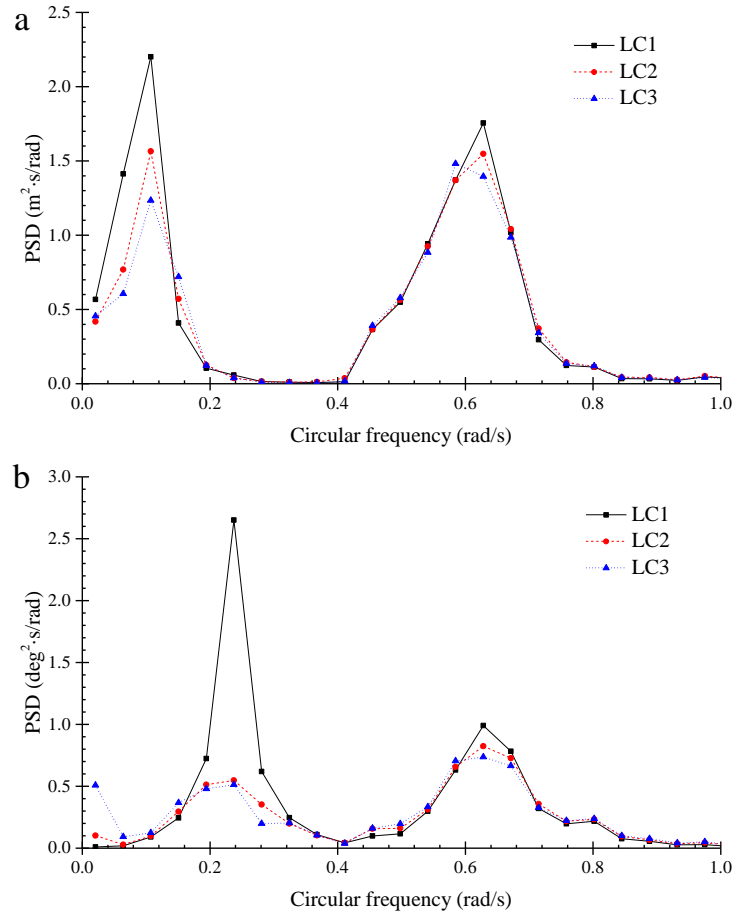 a
2.5
2.0
1.5
1.0
0.5
0.0
PSD (m²·s/rad)
LC1
LC2
LC3
0.0 0.2 0.4 0.6 0.8 1.0
Circular frequency (rad/s)
b
3.0
2.5
2.0
1.5
1.0
0.5
0.0
PSD (deg²·s/rad)
LC1
LC2
LC3
0.0 0.2 0.4 0.6 0.8 1.0
Circular frequency (rad/s)